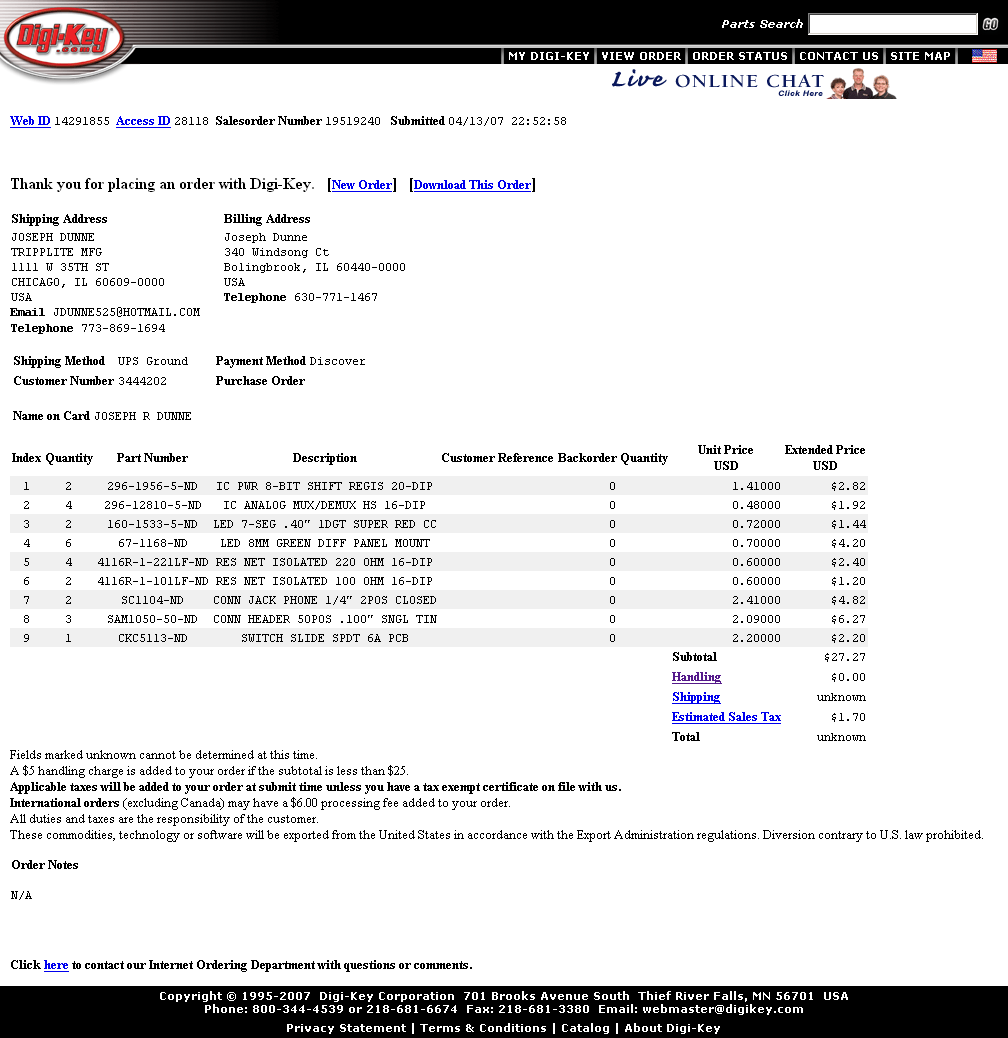 Digi-Key
.com
Parts Search GO
MY DIGI-KEY | VIEW ORDER | ORDER STATUS | CONTACT US | SITE MAP
Live ONLINE CHAT
Click Here
Web ID 14291855 Access ID 28118 Salesorder Number 19519240 Submitted 04/13/07 22:52:58
Thank you for placing an order with Digi-Key. [New Order] [Download This Order]
Shipping Address
JOSEPH DUNNE
TRIPPLITE MFG
1111 W 35TH ST
CHICAGO, IL 60609-0000
USA
Email JDUNNE525@HOTMAIL.COM
Telephone 773-869-1694
Billing Address
Joseph Dunne
340 Windsong Ct
Bolingbrook, IL 60440-0000
USA
Telephone 630-771-1467
Shipping Method UPS Ground Payment Method Discover
Customer Number 3444202 Purchase Order
Name on Card JOSEPH R DUNNE
Index Quantity Part Number Description Customer Reference Backorder Quantity Unit Price USD Extended Price USD
1 2 296-1956-5-ND IC PWR 8-BIT SHIFT REGIS 20-DIP 0 1.41000 $2.82
2 4 296-12810-5-ND IC ANALOG MUX/DEMUX HS 16-DIP 0 0.48000 $1.92
3 2 160-1533-5-ND LED 7-SEG .40" 1DGT SUPER RED CC 0 0.72000 $1.44
4 6 67-1168-ND LED 8MM GREEN DIFF PANEL MOUNT 0 0.70000 $4.20
5 4 4116R-1-221LF-ND RES NET ISOLATED 220 OHM 16-DIP 0 0.60000 $2.40
6 2 4116R-1-101LF-ND RES NET ISOLATED 100 OHM 16-DIP 0 0.60000 $1.20
7 2 SC1104-ND CONN JACK PHONE 1/4" 2POS CLOSED 0 2.41000 $4.82
8 3 SAM1050-50-ND CONN HEADER 50POS .100" SNGL TIN 0 2.09000 $6.27
9 1 CKC5113-ND SWITCH SLIDE SPDT 6A PCB 0 2.20000 $2.20
Subtotal $27.27
Handling $0.00
Shipping unknown
Estimated Sales Tax $1.70
Total unknown
Fields marked unknown cannot be determined at this time.
A $5 handling charge is added to your order if the subtotal is less than $25.
Applicable taxes will be added to your order at submit time unless you have a tax exempt certificate on file with us.
International orders (excluding Canada) may have a $6.00 processing fee added to your order.
All duties and taxes are the responsibility of the customer.
These commodities, technology or software will be exported from the United States in accordance with the Export Administration regulations. Diversion contrary to U.S. law prohibited.
Order Notes
N/A
Click here to contact our Internet Ordering Department with questions or comments.
Copyright © 1995-2007 Digi-Key Corporation 701 Brooks Avenue South Thief River Falls, MN 56701 USA
Phone: 800-344-4539 or 218-681-6674 Fax: 218-681-3380 Email: webmaster@digikey.com
Privacy Statement | Terms & Conditions | Catalog | About Digi-Key